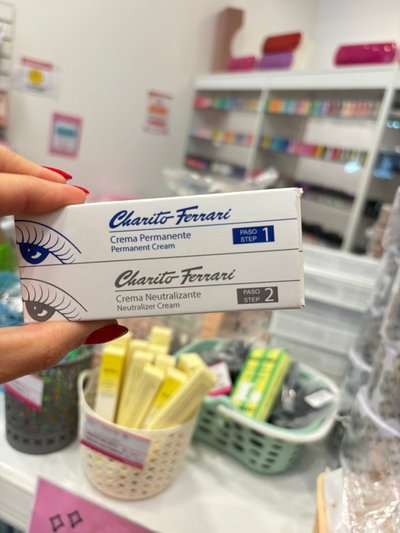 Charito Ferrari
Crema Permanente
Permanent Cream
PASO
STEP 1
Charito Ferrari
Crema Neutralizante
Neutralizer Cream
PASO
STEP 2